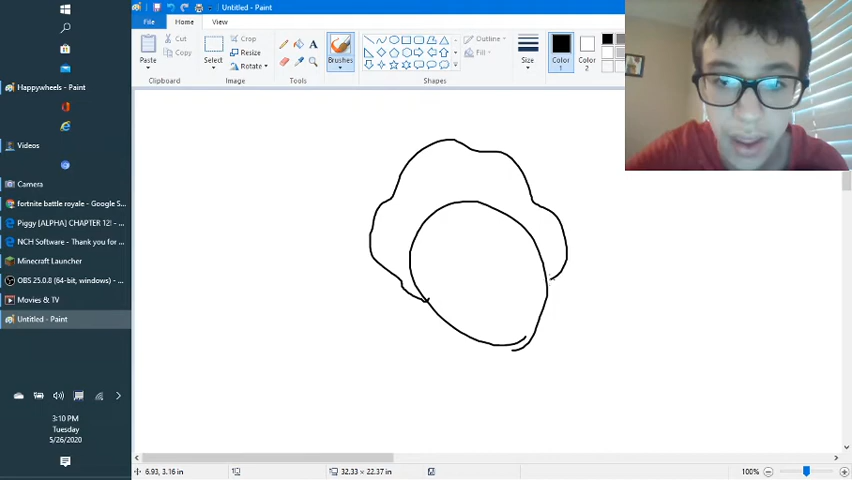 Untitled - Paint
File
Home
View
Paste
Cut
Copy
Clipboard
Select
Crop
Resize
Rotate
Image
A
Tools
Brushes
Outline
Fill
Shapes
Size
Color
1
Color
2
Happywheels - Paint
Videos
Camera
fortnite battle royale - Google S...
Piggy [ALPHA] CHAPTER 12! - ...
NCH Software - Thank you for ...
Minecraft Launcher
OBS 25.0.8 (64-bit, windows) - ...
Movies & TV
Untitled - Paint
3:10 PM
Tuesday
5/26/2020
6.93, 3.16 in
32.33 × 22.37 in
100%